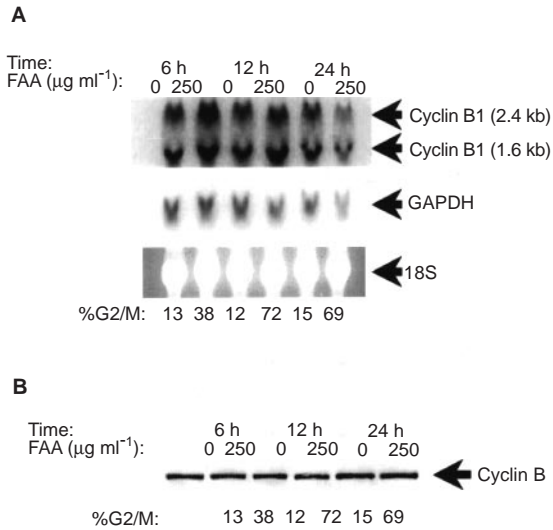 A
Time: 6 h 12 h 24 h
FAA (μg ml⁻¹): 0 250 0 250 0 250
Cyclin B1 (2.4 kb)
Cyclin B1 (1.6 kb)
GAPDH
18S
%G2/M: 13 38 12 72 15 69
B
Time: 6 h 12 h 24 h
FAA (μg ml⁻¹): 0 250 0 250 0 250
Cyclin B
%G2/M: 13 38 12 72 15 69